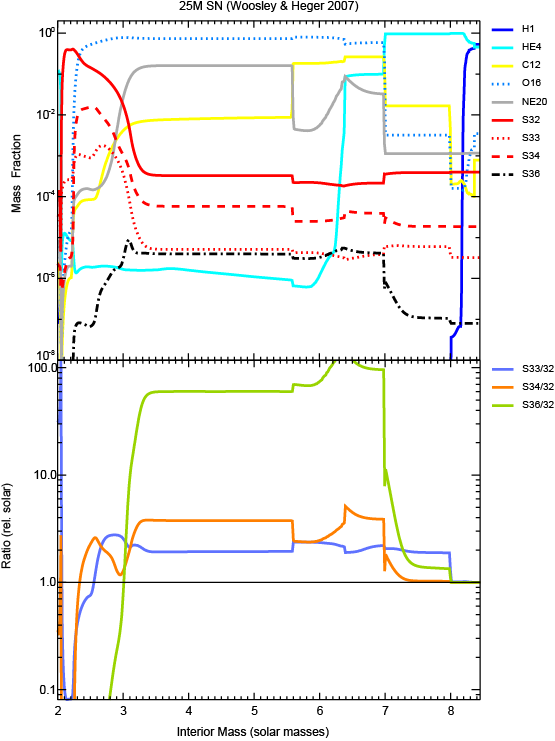 25M SN (Woosley & Heger 2007)
10⁰
10⁻²
10⁻⁴
10⁻⁶
10⁻⁸
Mass Fraction
H1
HE4
C12
O16
NE20
S32
S33
S34
S36
100.0
10.0
1.0
0.1
Ratio (rel. solar)
S33/32
S34/32
S36/32
2 3 4 5 6 7 8
Interior Mass (solar masses)